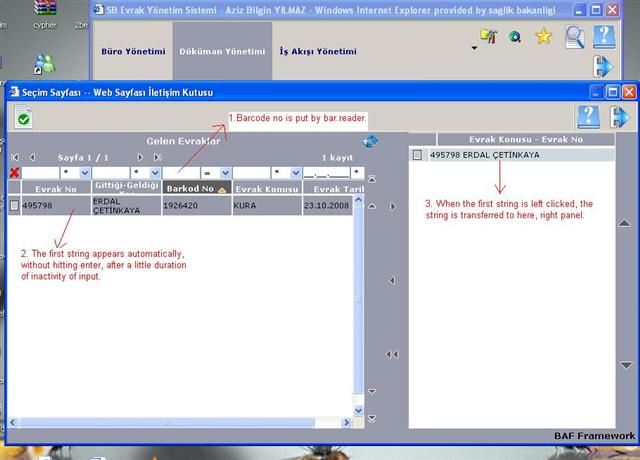 cypher
2be
SB Evrak Yönetim Sistemi - Aziz Bilgin YILMAZ - Windows Internet Explorer provided by saglik bakanligi
Büro Yönetimi
Döküman Yönetimi
İş Akışı Yönetimi
Seçim Sayfası -- Web Sayfası İletişim Kutusu
1.Barcode no is put by bar.reader.
Gelen Evraklar
Sayfa 1 / 1
1 kayıt
* * = * __.__.____ *
Evrak No
Gittiği-Geldiği
Barkod No
Evrak Konusu
Evrak Tarih
495798
ERDAL ÇETİNKAYA
1926420
KURA
23.10.2008
2. The first string appears automatically,
without hitting enter, after a little duration
of inactivity of input.
Evrak Konusu - Evrak No
495798 ERDAL ÇETİNKAYA
3. When the first string is left clicked, the
string is transferred to here, right panel.
BAF Framework